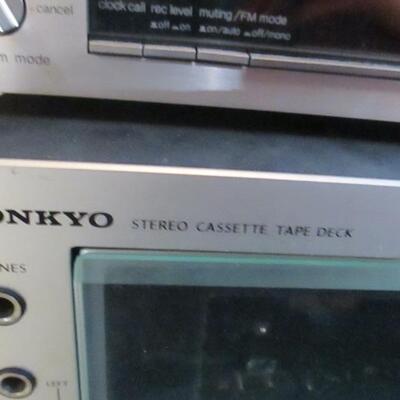 -cancel
clock call rec level muting/FM mode
off on on/auto off/mono
m mode
ONKYO STEREO CASSETTE TAPE DECK
NES
LEFT